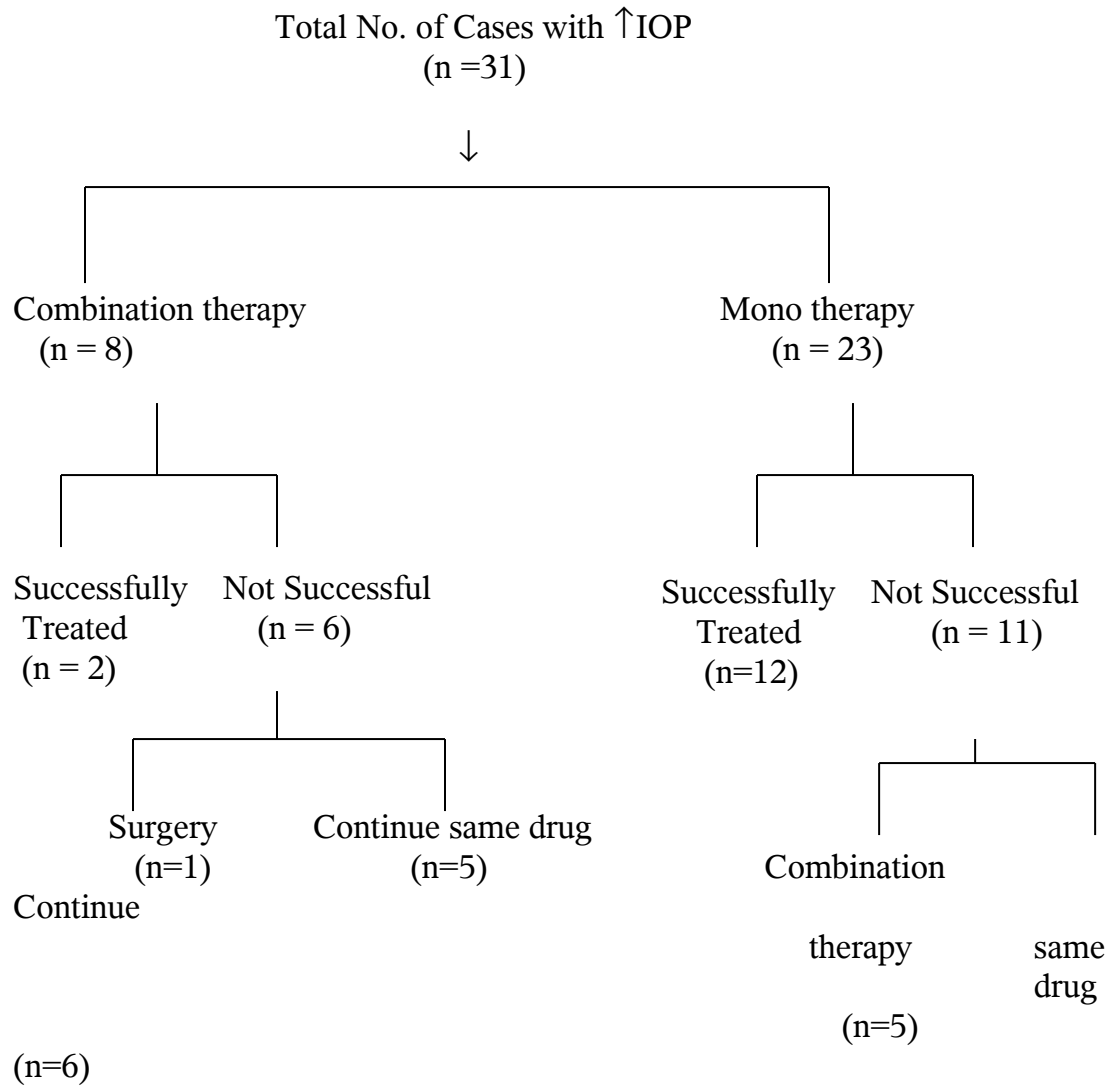 Total No. of Cases with ↑IOP
(n =31)
↓
Combination therapy
(n = 8)
Mono therapy
(n = 23)
Successfully
Treated
(n = 2)
Not Successful
(n = 6)
Successfully
Treated
(n=12)
Not Successful
(n = 11)
Surgery
(n=1)
Continue same drug
(n=5)
Combination
Continue
therapy
same
drug
(n=5)
(n=6)